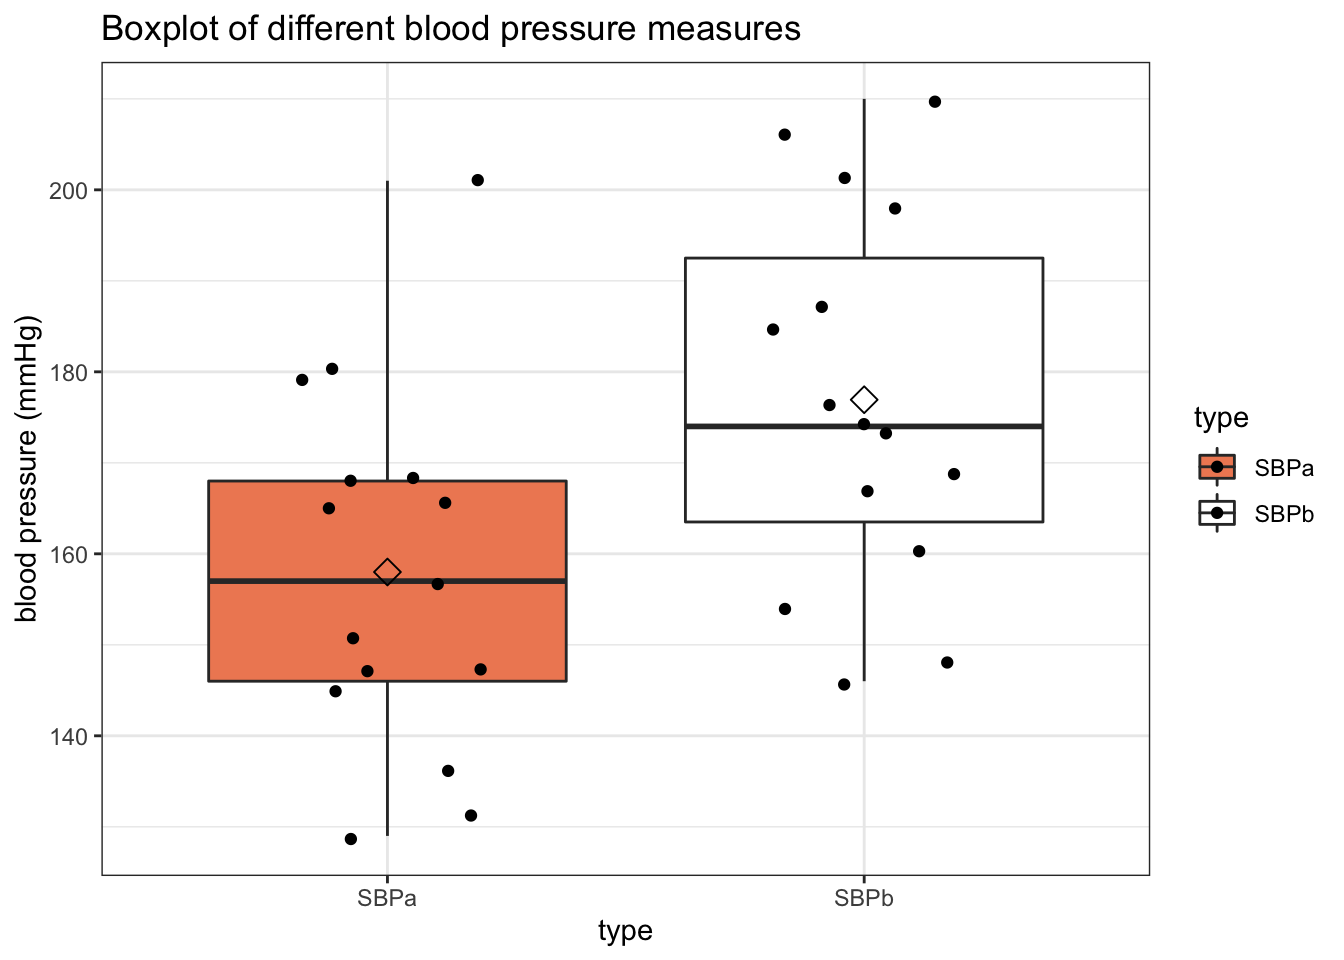 Boxplot of different blood pressure measures
blood pressure (mmHg)
200
180
160
140
SBPa
SBPb
type
type
SBPa
SBPb